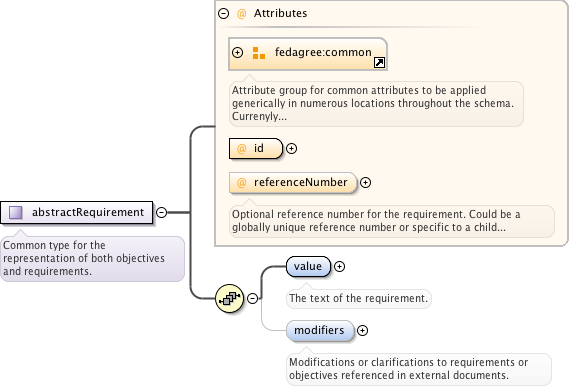 @ Attributes
fedagree:common
Attribute group for common attributes to be applied
generically in numerous locations throughout the schema.
Currenyly...
@ id
@ referenceNumber
Optional reference number for the requirement. Could be a
globally unique reference number or specific to a child...
abstractRequirement
Common type for the
representation of both objectives
and requirements.
value
The text of the requirement.
modifiers
Modifications or clarifications to requirements or
objectives referenced in external documents.